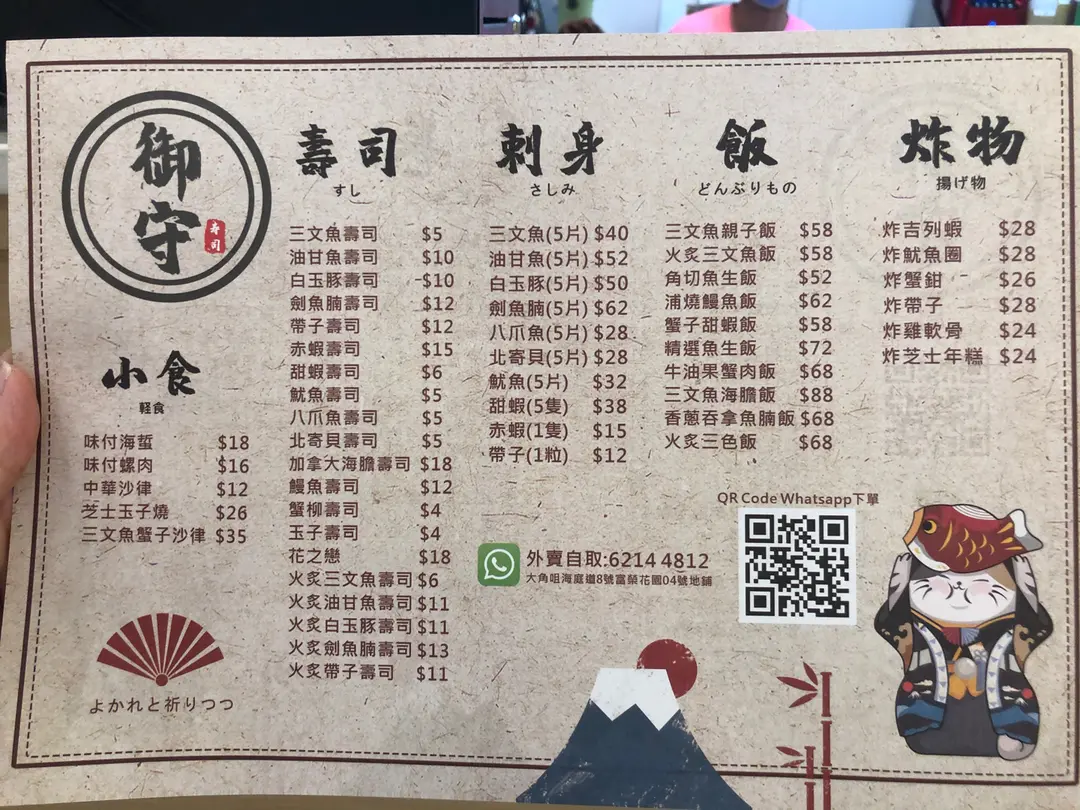 御守
寿司
小食
軽食
味付海蜇 $18
味付螺肉 $16
中華沙律 $12
芝士玉子燒 $26
三文魚蟹子沙律 $35
よかれと祈りつつ
壽司
すし
三文魚壽司 $5
油甘魚壽司 $10
白玉豚壽司 $10
劍魚腩壽司 $12
帶子壽司 $12
赤蝦壽司 $15
甜蝦壽司 $6
魷魚壽司 $5
八爪魚壽司 $5
北寄貝壽司 $5
加拿大海膽壽司 $18
鰻魚壽司 $12
蟹柳壽司 $4
玉子壽司 $4
花之戀 $18
火炙三文魚壽司 $6
火炙油甘魚壽司 $11
火炙白玉豚壽司 $11
火炙劍魚腩壽司 $13
火炙帶子壽司 $11
刺身
さしみ
三文魚(5片) $40
油甘魚(5片) $52
白玉豚(5片) $50
劍魚腩(5片) $62
八爪魚(5片) $28
北寄貝(5片) $28
魷魚(5片) $32
甜蝦(5隻) $38
赤蝦(1隻) $15
帶子(1粒) $12
飯
どんぶりもの
三文魚親子飯 $58
火炙三文魚飯 $58
角切魚生飯 $52
浦燒鰻魚飯 $62
蟹子甜蝦飯 $58
精選魚生飯 $72
牛油果蟹肉飯 $68
三文魚海膽飯 $88
香蔥吞拿魚腩飯 $68
火炙三色飯 $68
炸物
揚げ物
炸吉列蝦 $28
炸魷魚圈 $28
炸蟹鉗 $26
炸帶子 $28
炸雞軟骨 $24
炸芝士年糕 $24
QR Code Whatsapp下單
外賣自取:6214 4812
大角咀海庭道8號富榮花園04號地舖